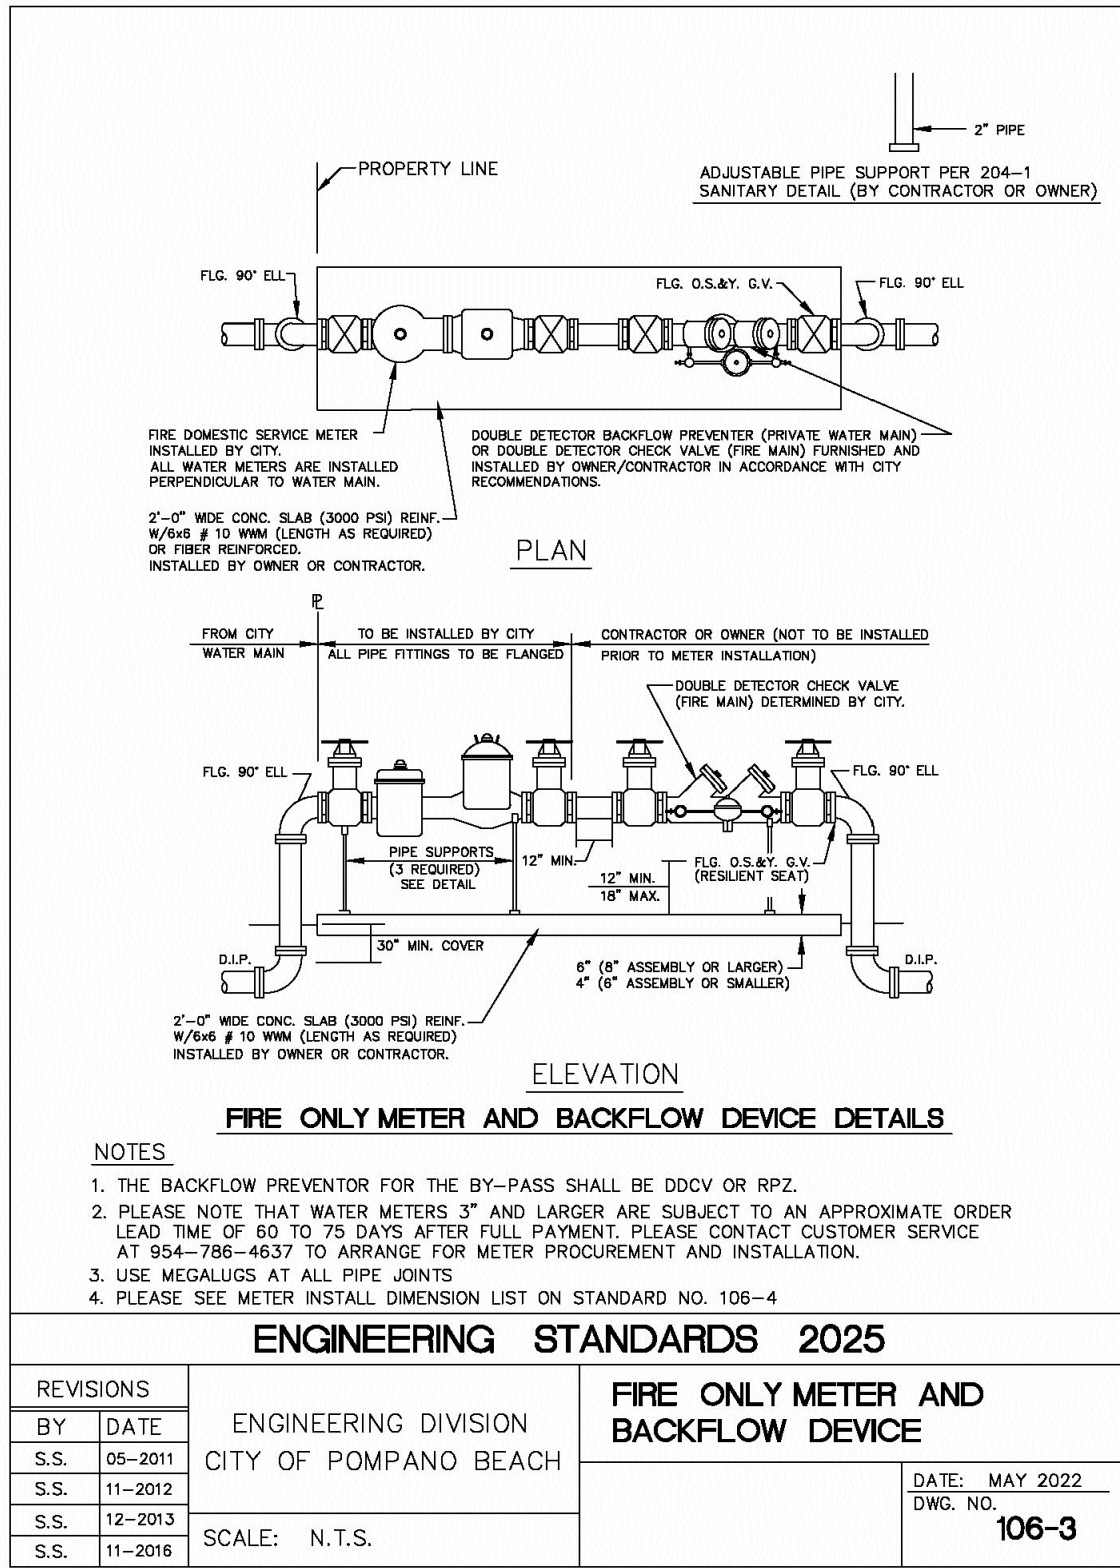 2" PIPE
ADJUSTABLE PIPE SUPPORT PER 204-1
SANITARY DETAIL (BY CONTRACTOR OR OWNER)
PROPERTY LINE
FLG. 90° ELL
FLG. O.S.&Y. G.V.
FLG. 90° ELL
FIRE DOMESTIC SERVICE METER
INSTALLED BY CITY.
ALL WATER METERS ARE INSTALLED
PERPENDICULAR TO WATER MAIN.
DOUBLE DETECTOR BACKFLOW PREVENTER (PRIVATE WATER MAIN)
OR DOUBLE DETECTOR CHECK VALVE (FIRE MAIN) FURNISHED AND
INSTALLED BY OWNER/CONTRACTOR IN ACCORDANCE WITH CITY
RECOMMENDATIONS.
2'-0" WIDE CONC. SLAB (3000 PSI) REINF.
W/6x6 # 10 WWM (LENGTH AS REQUIRED)
OR FIBER REINFORCED.
INSTALLED BY OWNER OR CONTRACTOR.
PLAN
PL
FROM CITY
WATER MAIN
TO BE INSTALLED BY CITY
ALL PIPE FITTINGS TO BE FLANGED
CONTRACTOR OR OWNER (NOT TO BE INSTALLED
PRIOR TO METER INSTALLATION)
DOUBLE DETECTOR CHECK VALVE
(FIRE MAIN) DETERMINED BY CITY.
FLG. 90° ELL
FLG. 90° ELL
PIPE SUPPORTS
(3 REQUIRED)
SEE DETAIL
12" MIN.
12" MIN.
18" MAX.
FLG. O.S.&Y. G.V.
(RESILIENT SEAT)
30" MIN. COVER
D.I.P.
D.I.P.
6" (8" ASSEMBLY OR LARGER)
4" (6" ASSEMBLY OR SMALLER)
2'-0" WIDE CONC. SLAB (3000 PSI) REINF.
W/6x6 # 10 WWM (LENGTH AS REQUIRED)
INSTALLED BY OWNER OR CONTRACTOR.
ELEVATION
FIRE ONLY METER AND BACKFLOW DEVICE DETAILS
NOTES
1. THE BACKFLOW PREVENTOR FOR THE BY-PASS SHALL BE DDCV OR RPZ.
2. PLEASE NOTE THAT WATER METERS 3" AND LARGER ARE SUBJECT TO AN APPROXIMATE ORDER
LEAD TIME OF 60 TO 75 DAYS AFTER FULL PAYMENT. PLEASE CONTACT CUSTOMER SERVICE
AT 954-786-4637 TO ARRANGE FOR METER PROCUREMENT AND INSTALLATION.
3. USE MEGALUGS AT ALL PIPE JOINTS
4. PLEASE SEE METER INSTALL DIMENSION LIST ON STANDARD NO. 106-4
ENGINEERING STANDARDS 2025
REVISIONS
BY DATE
S.S. 05-2011
S.S. 11-2012
S.S. 12-2013
S.S. 11-2016
ENGINEERING DIVISION
CITY OF POMPANO BEACH
SCALE: N.T.S.
FIRE ONLY METER AND
BACKFLOW DEVICE
DATE: MAY 2022
DWG. NO.
106-3